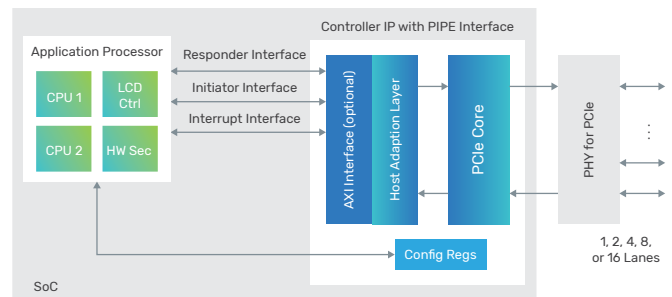 Controller IP with PIPE Interface
Application Processor
Responder Interface
CPU 1
LCD
Ctrl
Initiator Interface
Interrupt Interface
CPU 2
HW Sec
AXI Interface (optional)
Host Adaption Layer
PCIe Core
PHY for PCIe
Config Regs
1, 2, 4, 8,
or 16 Lanes
SoC